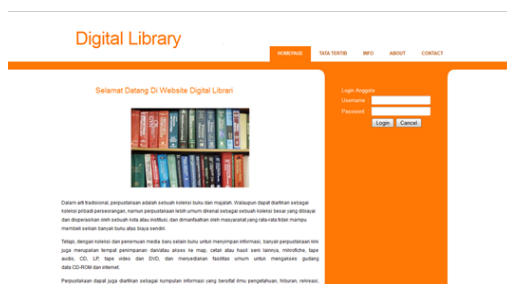 Digital Library
HOMEPAGE TATA TERTIB INFO ABOUT CONTACT
Selamat Datang Di Website Digital Librari
Login Anggota
Username
Password
Login Cancel
Dalam arti tradisional, perpustakaan adalah sebuah koleksi buku dan majalah. Walaupun dapat diartikan sebagai
koleksi pribadi perseorangan, namun perpustakaan lebih umum dikenal sebagai sebuah koleksi besar yang dibiayai
dan dioperasikan oleh sebuah kota atau institusi, dan dimanfaatkan oleh masyarakat yang rata-rata tidak mampu
membeli sekian banyak buku atas biaya sendiri.
Tetapi, dengan koleksi dan penemuan media baru selain buku untuk menyimpan informasi, banyak perpustakaan kini
juga merupakan tempat penyimpanan dan/atau akses ke map, cetak atau hasil seni lainnya, mikrofilm, mikrofiche, tape
audio, CD, LP, tape video dan DVD, dan menyediakan fasilitas umum untuk mengakses gudang
data CD-ROM dan internet.
Perpustakaan dapat juga diartikan sebagai kumpulan informasi yang bersifat ilmu pengetahuan, hiburan, rekreasi,